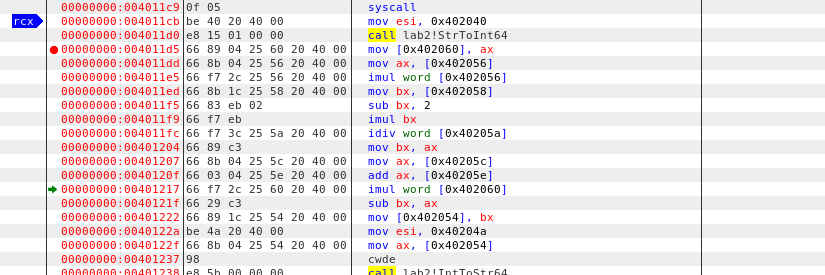 00000000:004011c9 0f 05 syscall
rcx 00000000:004011cb be 40 20 40 00 mov esi, 0x402040
00000000:004011d0 e8 15 01 00 00 call lab2!StrToInt64
00000000:004011d5 66 89 04 25 60 20 40 00 mov [0x402060], ax
00000000:004011dd 66 8b 04 25 56 20 40 00 mov ax, [0x402056]
00000000:004011e5 66 f7 2c 25 56 20 40 00 imul word [0x402056]
00000000:004011ed 66 8b 1c 25 58 20 40 00 mov bx, [0x402058]
00000000:004011f5 66 83 eb 02 sub bx, 2
00000000:004011f9 66 f7 eb imul bx
00000000:004011fc 66 f7 3c 25 5a 20 40 00 idiv word [0x40205a]
00000000:00401204 66 89 c3 mov bx, ax
00000000:00401207 66 8b 04 25 5c 20 40 00 mov ax, [0x40205c]
00000000:0040120f 66 03 04 25 5e 20 40 00 add ax, [0x40205e]
00000000:00401217 66 f7 2c 25 60 20 40 00 imul word [0x402060]
00000000:0040121f 66 29 c3 sub bx, ax
00000000:00401222 66 89 1c 25 54 20 40 00 mov [0x402054], bx
00000000:0040122a be 4a 20 40 00 mov esi, 0x40204a
00000000:0040122f 66 8b 04 25 54 20 40 00 mov ax, [0x402054]
00000000:00401237 98 cwde
00000000:00401238 e8 5b 00 00 00 call lab2!IntToStr64